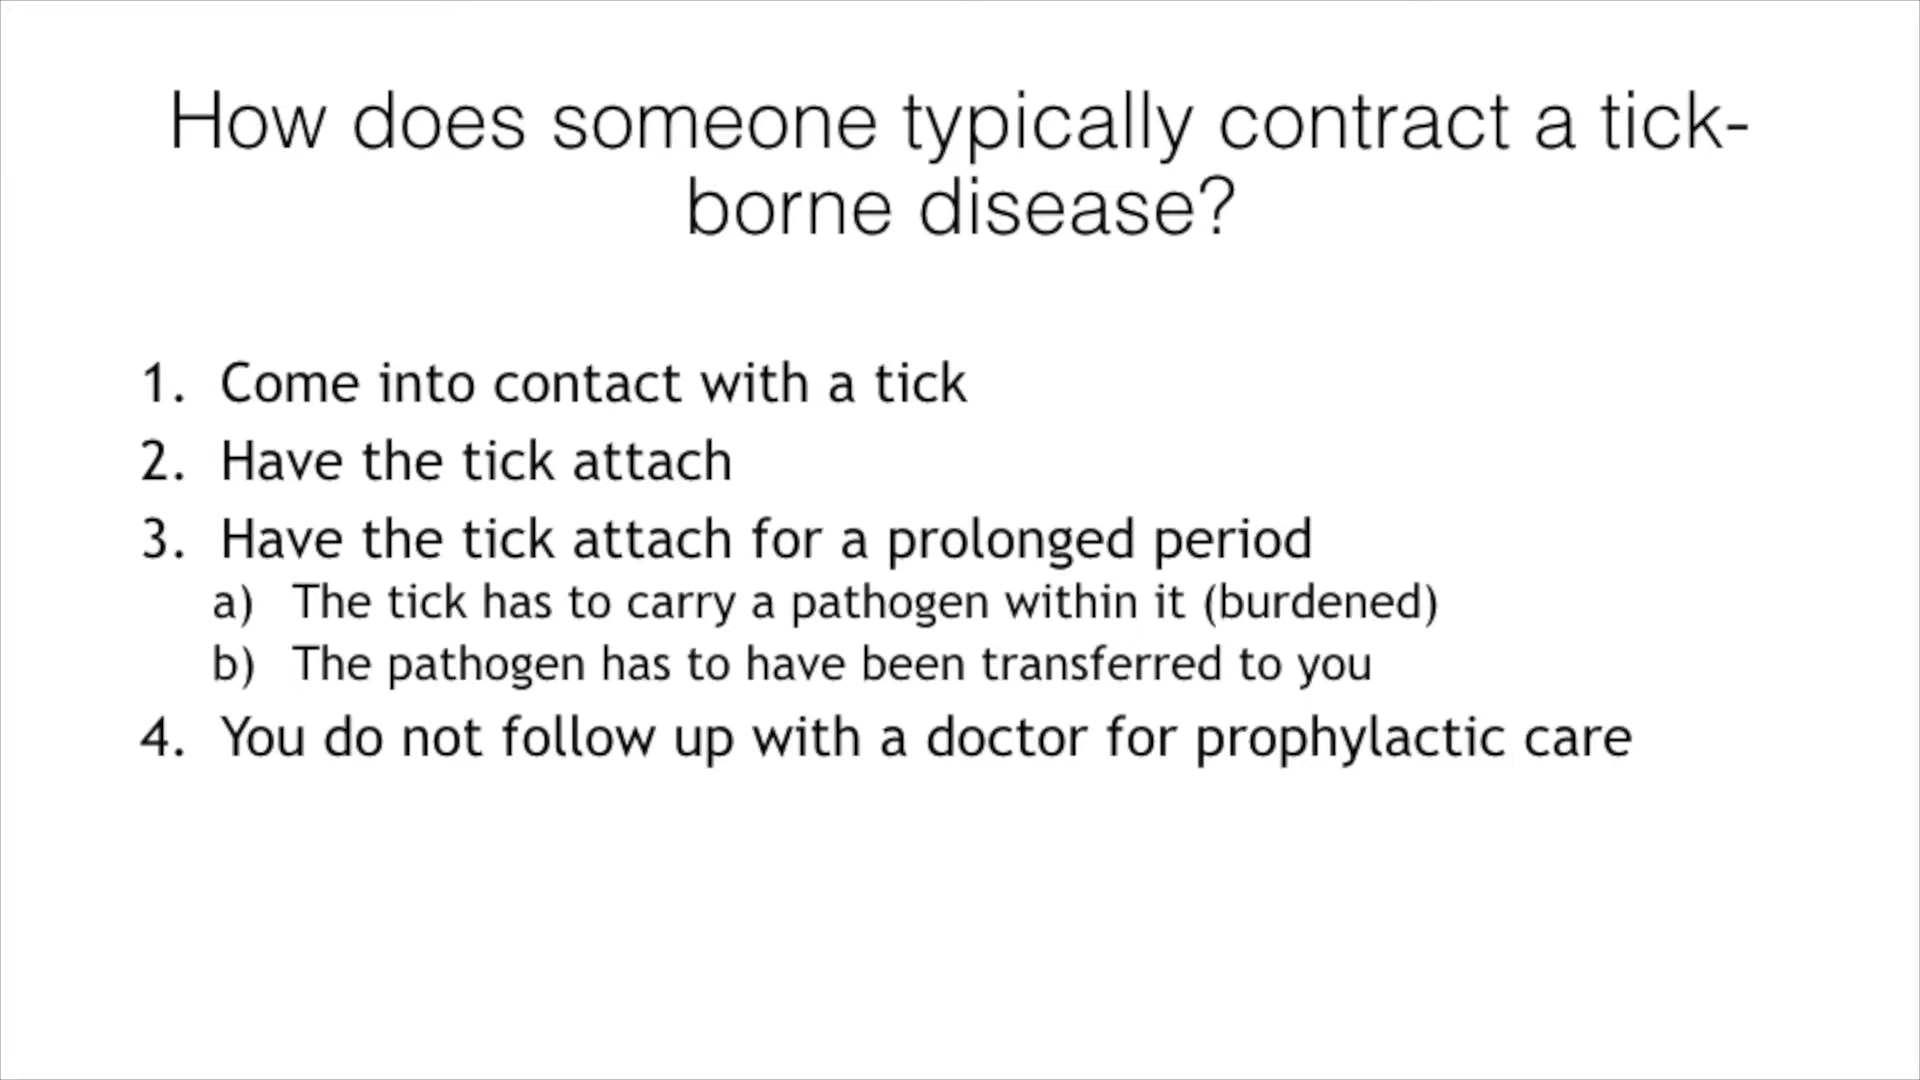 How does someone typically contract a tick-
borne disease?
1. Come into contact with a tick
2. Have the tick attach
3. Have the tick attach for a prolonged period
a) The tick has to carry a pathogen within it (burdened)
b) The pathogen has to have been transferred to you
4. You do not follow up with a doctor for prophylactic care